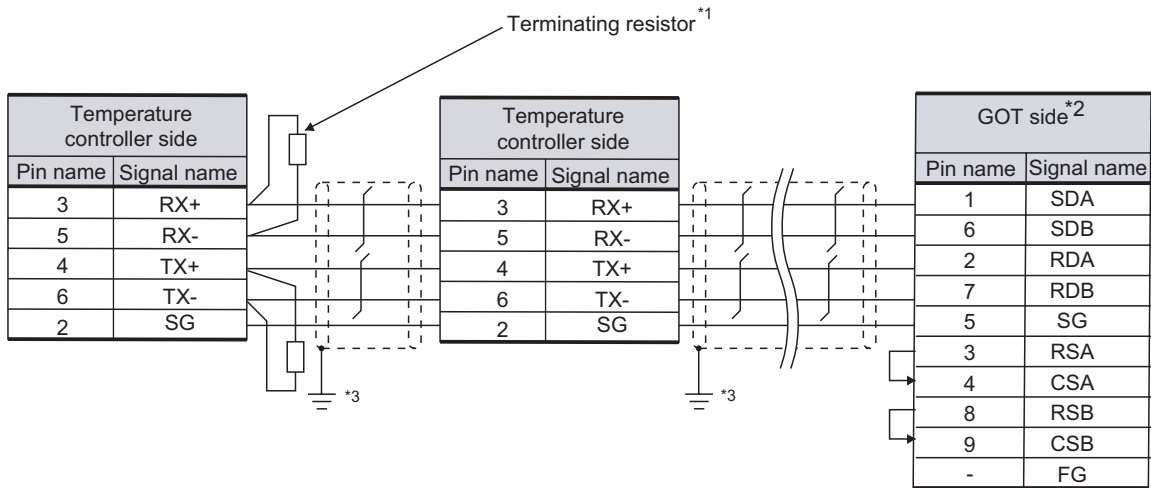 Terminating resistor*1
Temperature
controller side
Pin name Signal name
3 RX+
5 RX-
4 TX+
6 TX-
2 SG
*3
Temperature
controller side
Pin name Signal name
3 RX+
5 RX-
4 TX+
6 TX-
2 SG
*3
GOT side*2
Pin name Signal name
1 SDA
6 SDB
2 RDA
7 RDB
5 SG
3 RSA
4 CSA
8 RSB
9 CSB
- FG